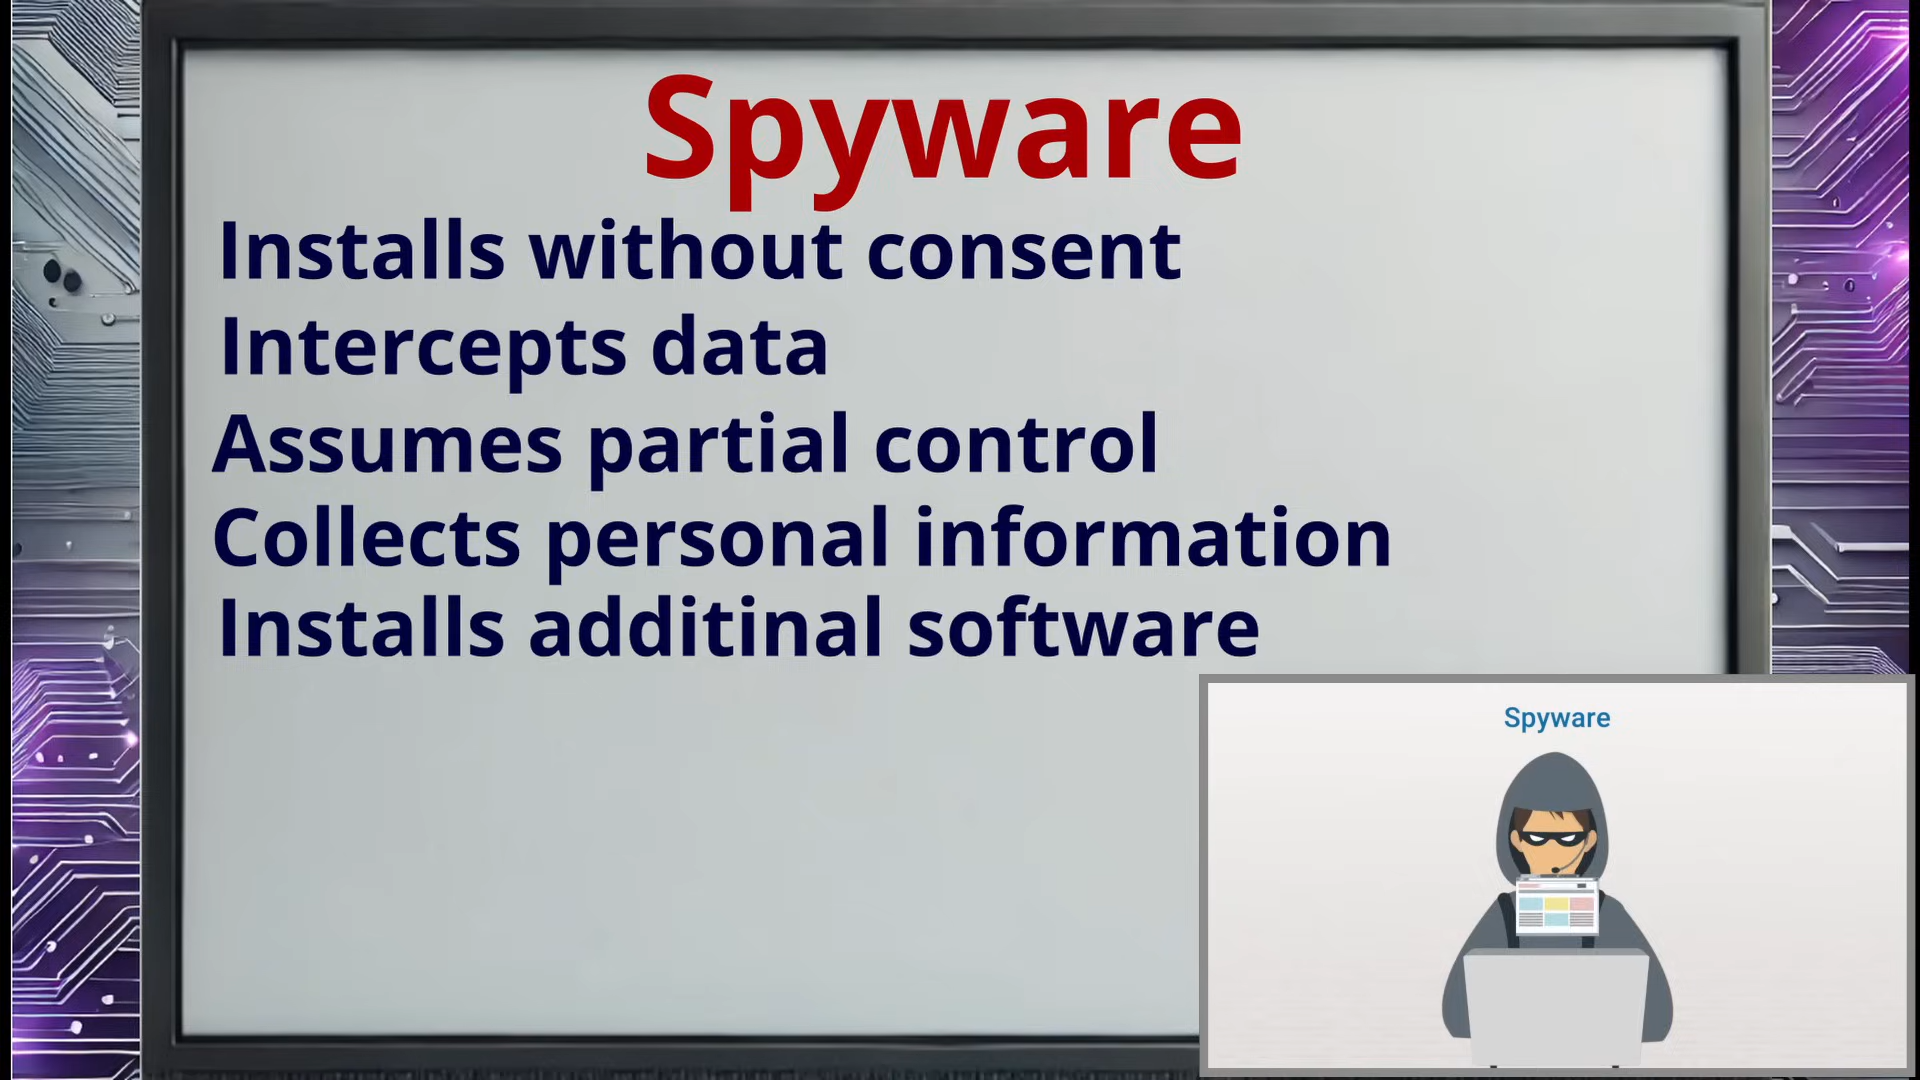 Spyware
Installs without consent
Intercepts data
Assumes partial control
Collects personal information
Installs additinal software
Spyware